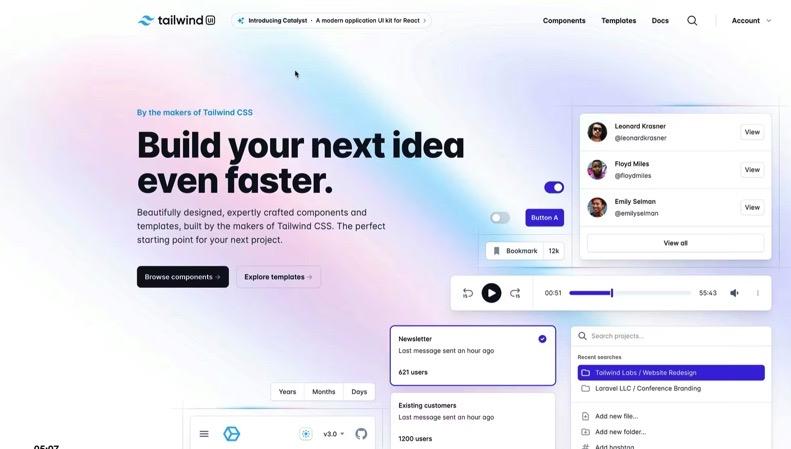 tailwind UI
Introducing Catalyst · A modern application UI kit for React
Components
Templates
Docs
Account
By the makers of Tailwind CSS
Build your next idea
even faster.
Beautifully designed, expertly crafted components and
templates, built by the makers of Tailwind CSS. The perfect
starting point for your next project.
Browse components →
Explore templates →
Leonard Krasner
@leonardkrasner
View
Floyd Miles
@floydmiles
View
Emily Selman
@emilyselman
View
View all
Button A
Bookmark
12k
15
15
00:51
55:43
Newsletter
Last message sent an hour ago
621 users
Existing customers
Last message sent an hour ago
1200 users
Search projects...
Recent searches
Tailwind Labs / Website Redesign
Laravel LLC / Conference Branding
Add new file...
Add new folder...
Add hashtag
Years
Months
Days
v3.0
05:07